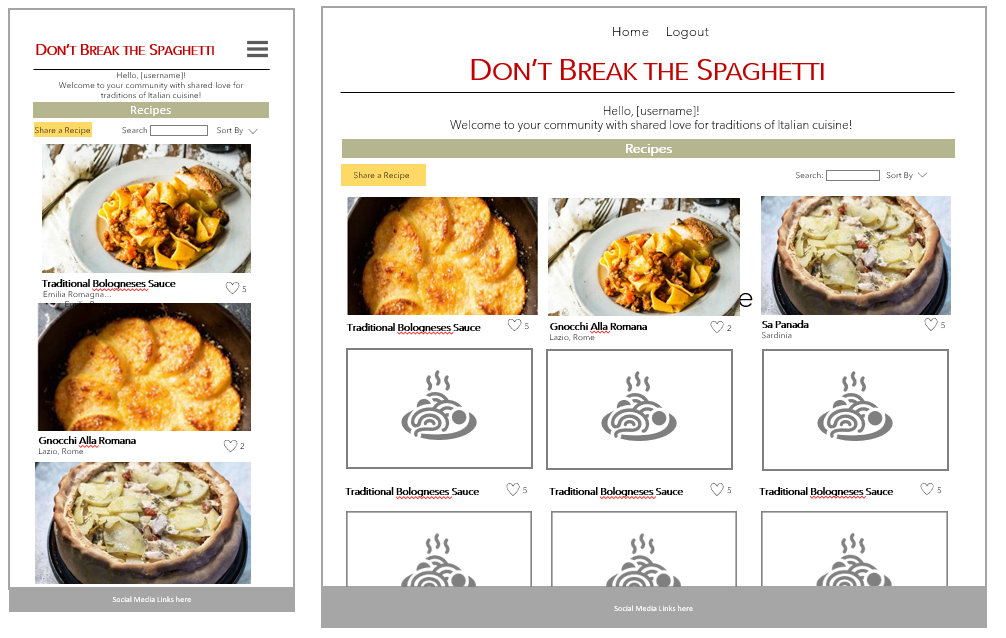 DON'T BREAK THE SPAGHETTI
Hello, [username]!
Welcome to your community with shared love for
traditions of Italian cuisine!
Recipes
Share a Recipe
Search
Sort By
Traditional Bologneses Sauce
5
Emilia Romagna...
Gnocchi Alla Romana
2
Lazio, Rome
Social Media Links here
Home Logout
DON'T BREAK THE SPAGHETTI
Hello, [username]!
Welcome to your community with shared love for traditions of Italian cuisine!
Recipes
Share a Recipe
Search:
Sort By
e
Traditional Bologneses Sauce
5
Gnocchi Alla Romana
2
Lazio, Rome
Sa Panada
5
Sardinia
Traditional Bologneses Sauce
5
Traditional Bologneses Sauce
5
Traditional Bologneses Sauce
5
Social Media Links here